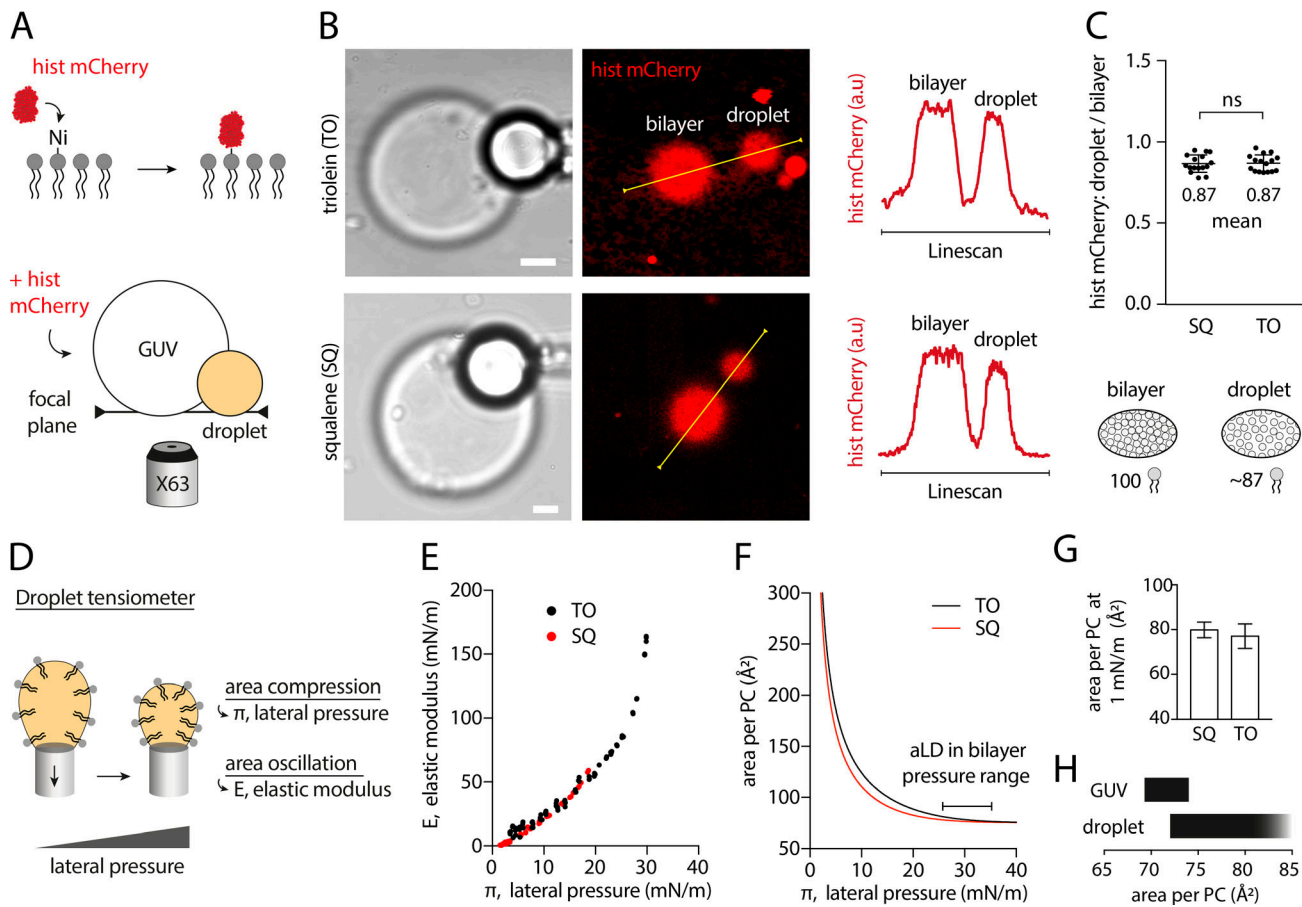 A
hist mCherry
Ni
+ hist
mCherry
GUV
focal
plane
droplet
X63
B
triolein (TO)
hist mCherry
bilayer
droplet
squalene (SQ)
hist mCherry (a.u)
bilayer
droplet
Linescan
hist mCherry (a.u)
bilayer
droplet
Linescan
C
hist mCherry: droplet / bilayer
1.5
1.0
0.5
0.0
ns
0.87
0.87
mean
SQ
TO
bilayer
droplet
100
~87
D
Droplet tensiometer
area compression
π, lateral pressure
area oscillation
E, elastic modulus
lateral pressure
E
E, elastic modulus (mN/m)
200
150
100
50
0
TO
SQ
0 10 20 30 40
π, lateral pressure (mN/m)
F
area per PC (Å²)
300
250
200
150
100
50
TO
SQ
aLD in bilayer
pressure range
0 10 20 30 40
π, lateral pressure (mN/m)
G
area per PC at
1 mN/m (Å²)
100
80
60
40
SQ
TO
H
GUV
droplet
65 70 75 80 85
area per PC (Å²)